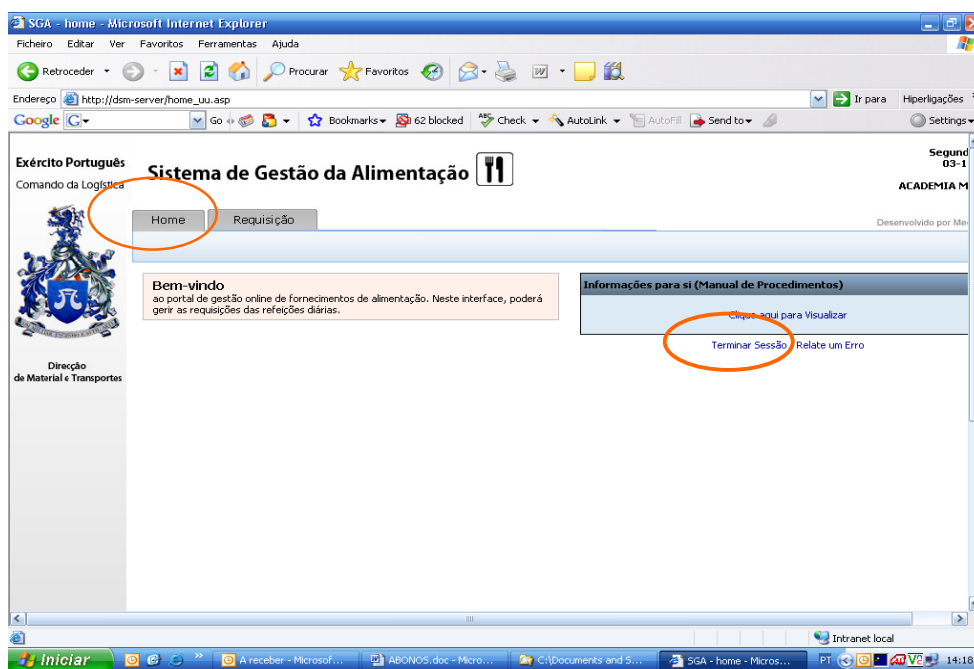 SGA - home - Microsoft Internet Explorer
Ficheiro Editar Ver Favoritos Ferramentas Ajuda
Retroceder Procurar Favoritos
Endereço http://dsm-server/home_uu.asp Ir para Hiperligações
Google G Go Bookmarks 62 blocked ABC Check AutoLink AutoFill Send to Settings
Exército Português
Comando da Logística
Sistema de Gestão da Alimentação
Segund
03-1
ACADEMIA M
Home Requisição
Desenvolvido por Me
Bem-vindo
ao portal de gestão online de fornecimentos de alimentação. Neste interface, poderá
gerir as requisições das refeições diárias.
Informações para si (Manual de Procedimentos)
Clique aqui para Visualizar
Terminar Sessão / Relate um Erro
Direcção
de Material e Transportes
Intranet local
Iniciar A receber - Microsof... ABONOS.doc - Micro... C:\Documents and S... SGA - home - Micros... PT 14:18